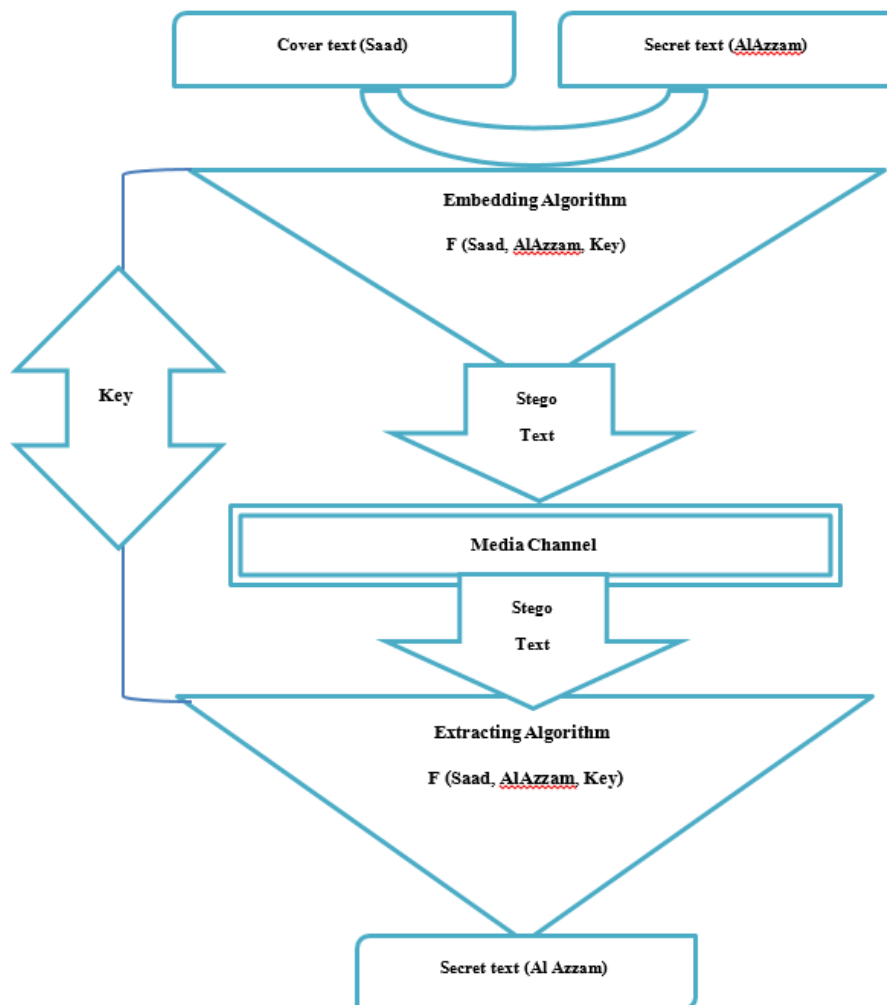 Cover text (Saad)
Secret text (AlAzzam)
Embedding Algorithm
F (Saad, AlAzzam, Key)
Key
Stego
Text
Media Channel
Stego
Text
Extracting Algorithm
F (Saad, AlAzzam, Key)
Secret text (Al Azzam)